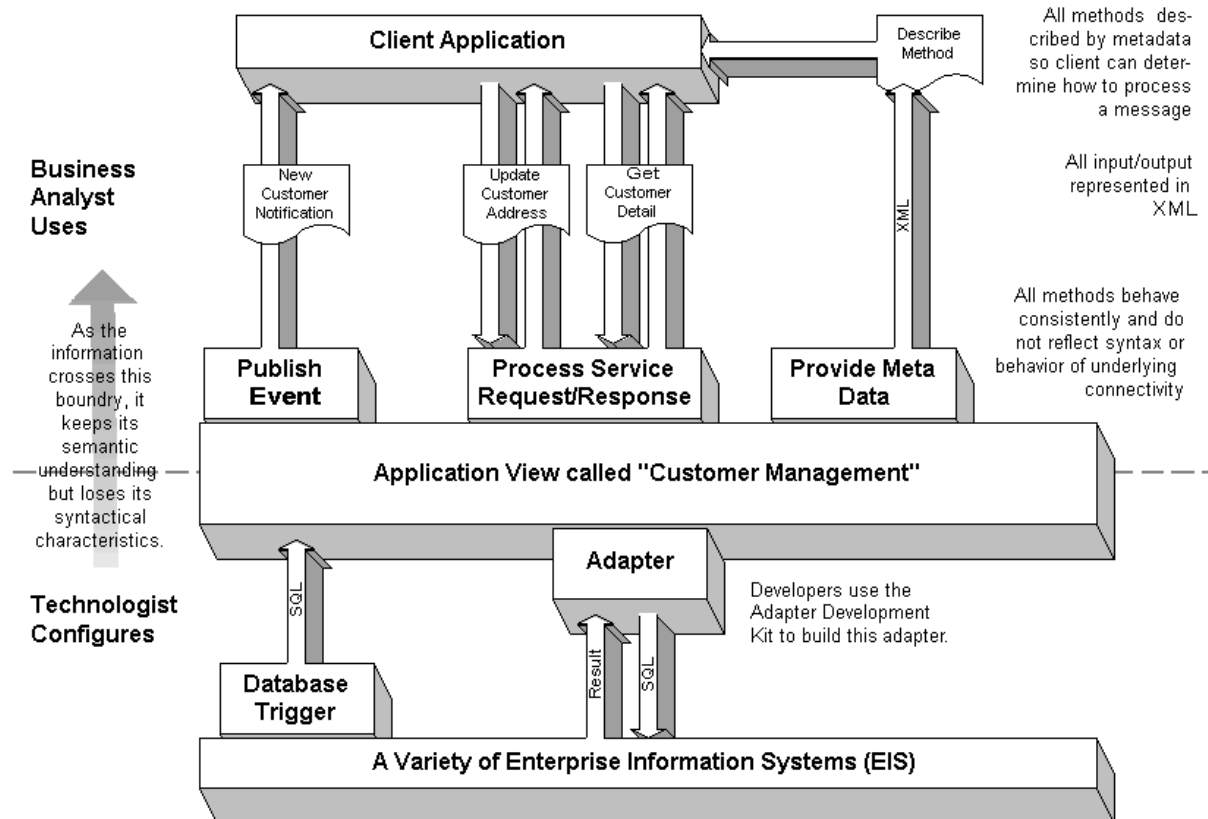 Client Application
Describe
Method
All methods des-
cribed by metadata
so client can deter-
mine how to process
a message
Business
Analyst
Uses
New
Customer
Notification
Update
Customer
Address
Get
Customer
Detail
XML
All input/output
represented in
XML
As the
information
crosses this
boundry, it
keeps its
semantic
understanding
but loses its
syntactical
characteristics.
Publish
Event
Process Service
Request/Response
Provide Meta
Data
All methods behave
consistently and do
not reflect syntax or
behavior of underlying
connectivity
Application View called "Customer Management"
Technologist
Configures
SQL
Adapter
Developers use the
Adapter Development
Kit to build this adapter.
Database
Trigger
Result
SQL
A Variety of Enterprise Information Systems (EIS)